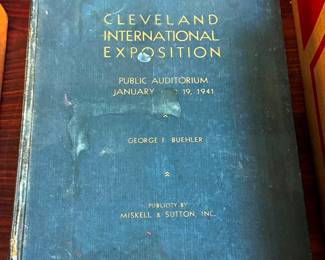 CLEVELAND
INTERNATIONAL
EXPOSITION
PUBLIC AUDITORIUM
JANUARY 19, 1941
GEORGE F. BUEHLER
PUBLICITY BY
MISKELL & SUTTON, INC.